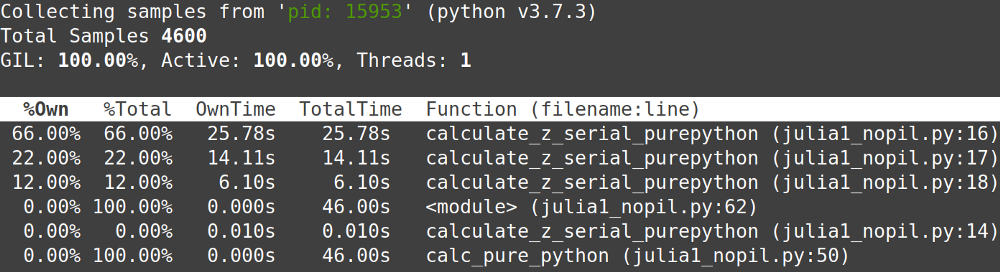 Collecting samples from 'pid: 15953' (python v3.7.3)
Total Samples 4600
GIL: 100.00%, Active: 100.00%, Threads: 1
%Own %Total OwnTime TotalTime Function (filename:line)
66.00% 66.00% 25.78s 25.78s calculate_z_serial_purepython (julia1_nopil.py:16)
22.00% 22.00% 14.11s 14.11s calculate_z_serial_purepython (julia1_nopil.py:17)
12.00% 12.00% 6.10s 6.10s calculate_z_serial_purepython (julia1_nopil.py:18)
0.00% 100.00% 0.000s 46.00s <module> (julia1_nopil.py:62)
0.00% 0.00% 0.010s 0.010s calculate_z_serial_purepython (julia1_nopil.py:14)
0.00% 100.00% 0.000s 46.00s calc_pure_python (julia1_nopil.py:50)